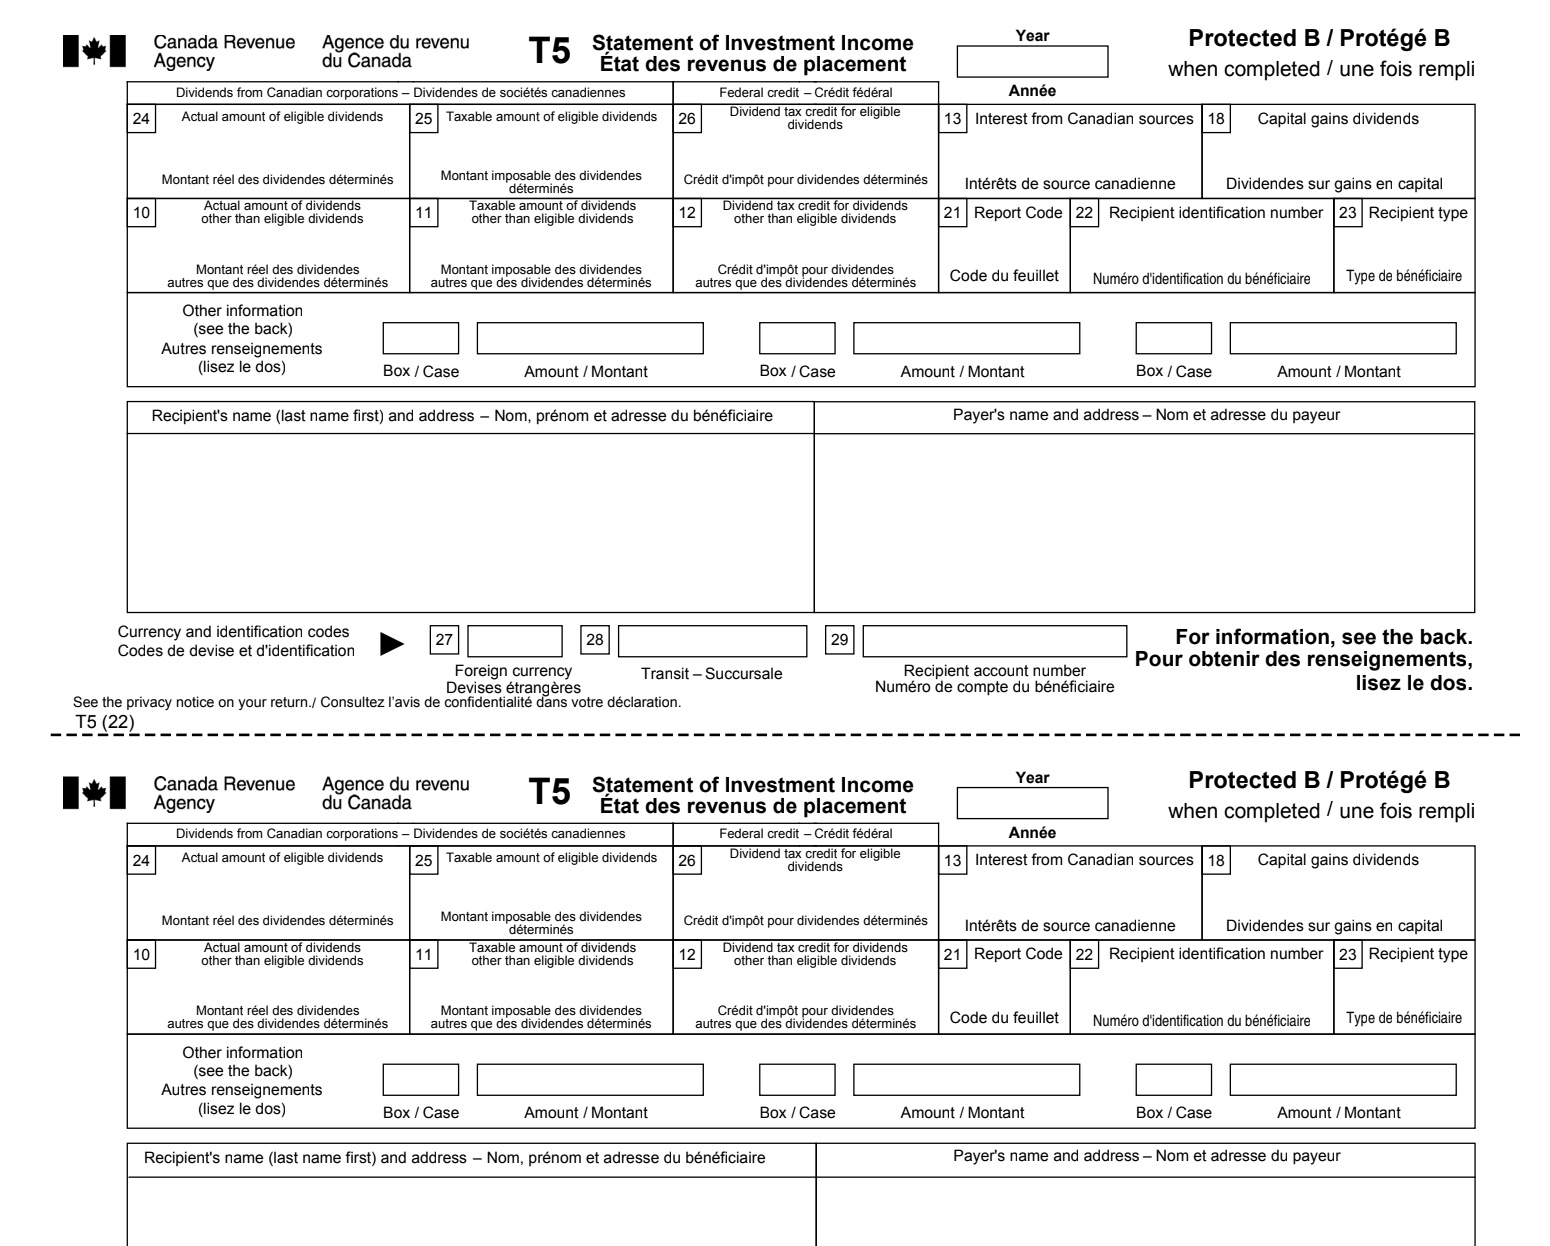 Canada Revenue Agence du revenu
Agency du Canada
T5 Statement of Investment Income
État des revenus de placement
Year
Année
Protected B / Protégé B
when completed / une fois rempli
Dividends from Canadian corporations – Dividendes de sociétés canadiennes
Federal credit – Crédit fédéral
24 Actual amount of eligible dividends
Montant réel des dividendes déterminés
25 Taxable amount of eligible dividends
Montant imposable des dividendes
déterminés
26 Dividend tax credit for eligible
dividends
Crédit d'impôt pour dividendes déterminés
13 Interest from Canadian sources
Intérêts de source canadienne
18 Capital gains dividends
Dividendes sur gains en capital
10 Actual amount of dividends
other than eligible dividends
Montant réel des dividendes
autres que des dividendes déterminés
11 Taxable amount of dividends
other than eligible dividends
Montant imposable des dividendes
autres que des dividendes déterminés
12 Dividend tax credit for dividends
other than eligible dividends
Crédit d'impôt pour dividendes
autres que des dividendes déterminés
21 Report Code
Code du feuillet
22 Recipient identification number
Numéro d'identification du bénéficiaire
23 Recipient type
Type de bénéficiaire
Other information
(see the back)
Autres renseignements
(lisez le dos)
Box / Case Amount / Montant Box / Case Amount / Montant Box / Case Amount / Montant
Recipient's name (last name first) and address – Nom, prénom et adresse du bénéficiaire
Payer's name and address – Nom et adresse du payeur
Currency and identification codes
Codes de devise et d'identification
27
Foreign currency
Devises étrangères
28
Transit – Succursale
29
Recipient account number
Numéro de compte du bénéficiaire
For information, see the back.
Pour obtenir des renseignements,
lisez le dos.
See the privacy notice on your return./ Consultez l'avis de confidentialité dans votre déclaration.
T5 (22)
Canada Revenue Agence du revenu
Agency du Canada
T5 Statement of Investment Income
État des revenus de placement
Year
Année
Protected B / Protégé B
when completed / une fois rempli
Dividends from Canadian corporations – Dividendes de sociétés canadiennes
Federal credit – Crédit fédéral
24 Actual amount of eligible dividends
Montant réel des dividendes déterminés
25 Taxable amount of eligible dividends
Montant imposable des dividendes
déterminés
26 Dividend tax credit for eligible
dividends
Crédit d'impôt pour dividendes déterminés
13 Interest from Canadian sources
Intérêts de source canadienne
18 Capital gains dividends
Dividendes sur gains en capital
10 Actual amount of dividends
other than eligible dividends
Montant réel des dividendes
autres que des dividendes déterminés
11 Taxable amount of dividends
other than eligible dividends
Montant imposable des dividendes
autres que des dividendes déterminés
12 Dividend tax credit for dividends
other than eligible dividends
Crédit d'impôt pour dividendes
autres que des dividendes déterminés
21 Report Code
Code du feuillet
22 Recipient identification number
Numéro d'identification du bénéficiaire
23 Recipient type
Type de bénéficiaire
Other information
(see the back)
Autres renseignements
(lisez le dos)
Box / Case Amount / Montant Box / Case Amount / Montant Box / Case Amount / Montant
Recipient's name (last name first) and address – Nom, prénom et adresse du bénéficiaire
Payer's name and address – Nom et adresse du payeur